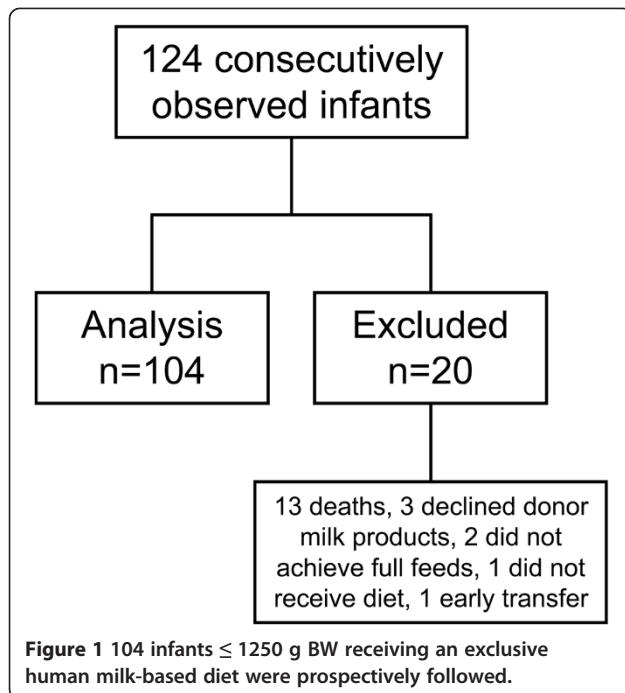 124 consecutively
observed infants
Analysis
n=104
Excluded
n=20
13 deaths, 3 declined donor
milk products, 2 did not
achieve full feeds, 1 did not
receive diet, 1 early transfer
Figure 1 104 infants ≤ 1250 g BW receiving an exclusive
human milk-based diet were prospectively followed.